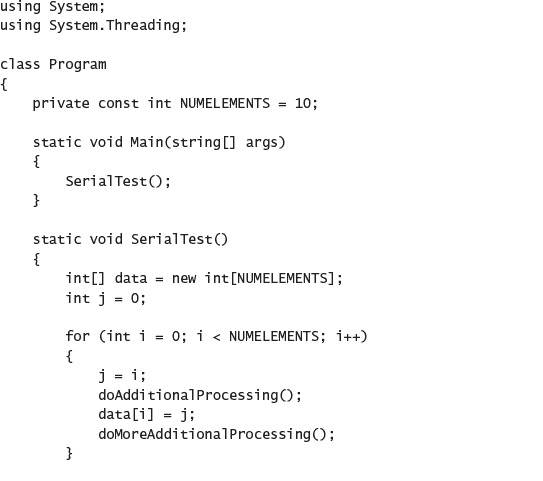 using System;
using System.Threading;
class Program
{
    private const int NUMELEMENTS = 10;
    static void Main(string[] args)
    {
        SerialTest();
    }
    static void SerialTest()
    {
        int[] data = new int[NUMELEMENTS];
        int j = 0;
        for (int i = 0; i < NUMELEMENTS; i++)
        {
            j = i;
            doAdditionalProcessing();
            data[i] = j;
            doMoreAdditionalProcessing();
        }